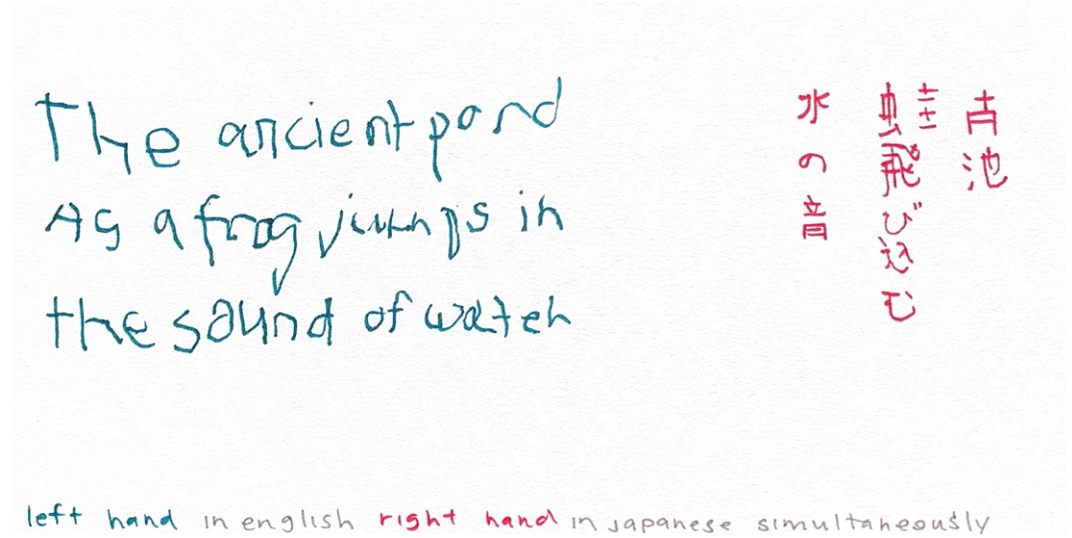 The ancient pond
As a frog jumps in
the sound of water
古池
蛙飛び込む
水の音
left hand in english right hand in japanese simultaneously